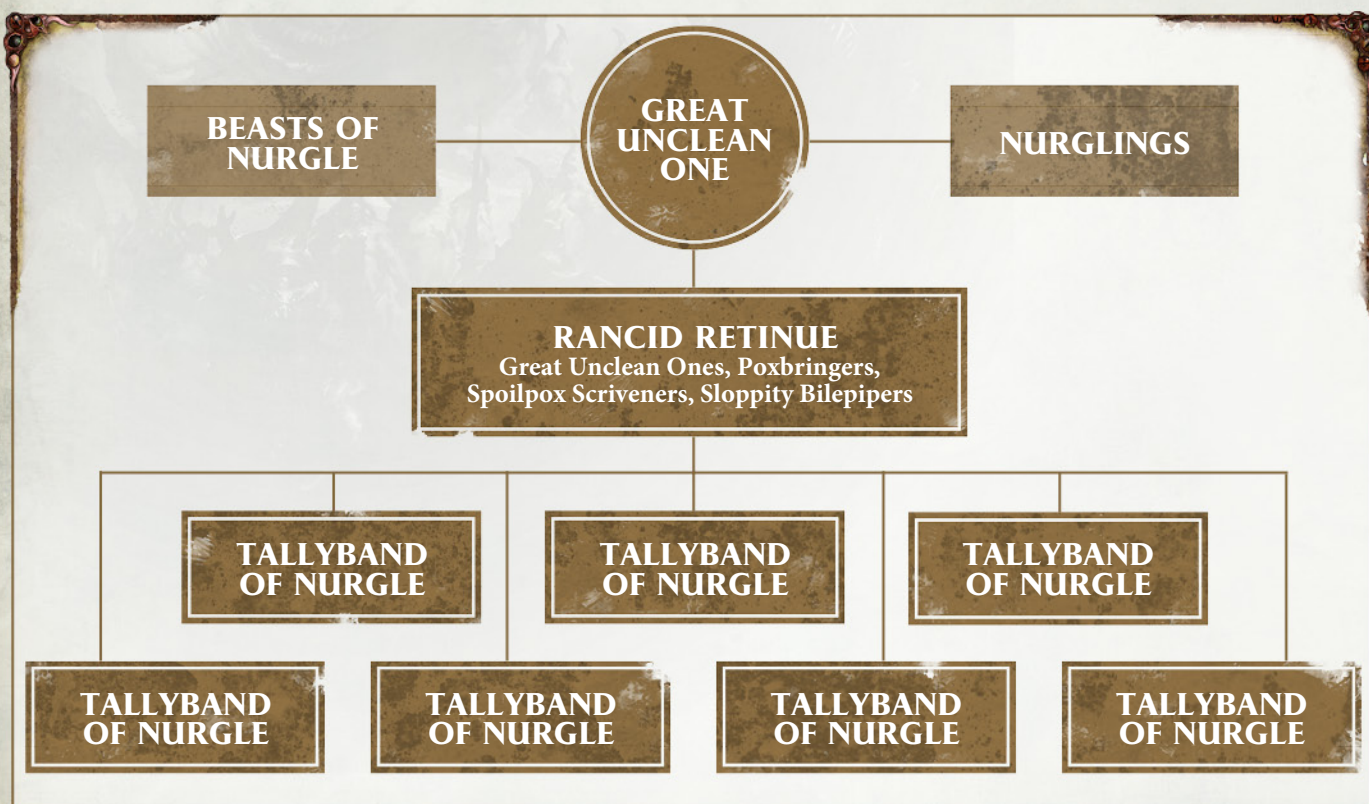 BEASTS OF
NURGLE
GREAT
UNCLEAN
ONE
NURGLINGS
RANCID RETINUE
Great Unclean Ones, Poxbringers,
Spoilpox Scriveners, Sloppity Bilepipers
TALLYBAND
OF NURGLE
TALLYBAND
OF NURGLE
TALLYBAND
OF NURGLE
TALLYBAND
OF NURGLE
TALLYBAND
OF NURGLE
TALLYBAND
OF NURGLE
TALLYBAND
OF NURGLE